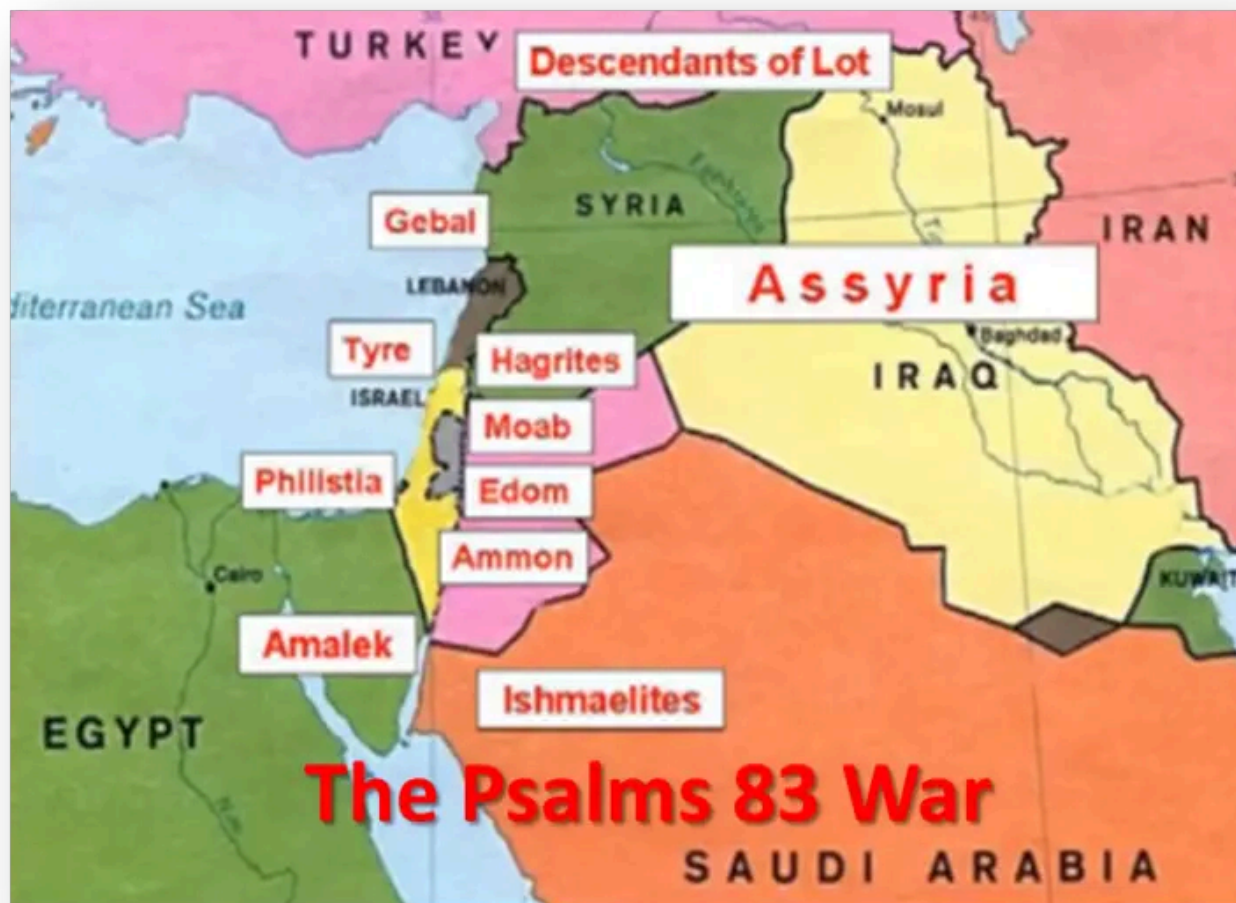 TURKEY
Descendants of Lot
Mosul
SYRIA
Gebal
IRAN
LEBANON
Assyria
diterranean Sea
Baghdad
Tyre
Hagrites
IRAQ
ISRAEL
Moab
Philistia
Edom
Ammon
Cairo
KUWAIT
Amalek
Ishmaelites
EGYPT
The Psalms 83 War
SAUDI ARABIA